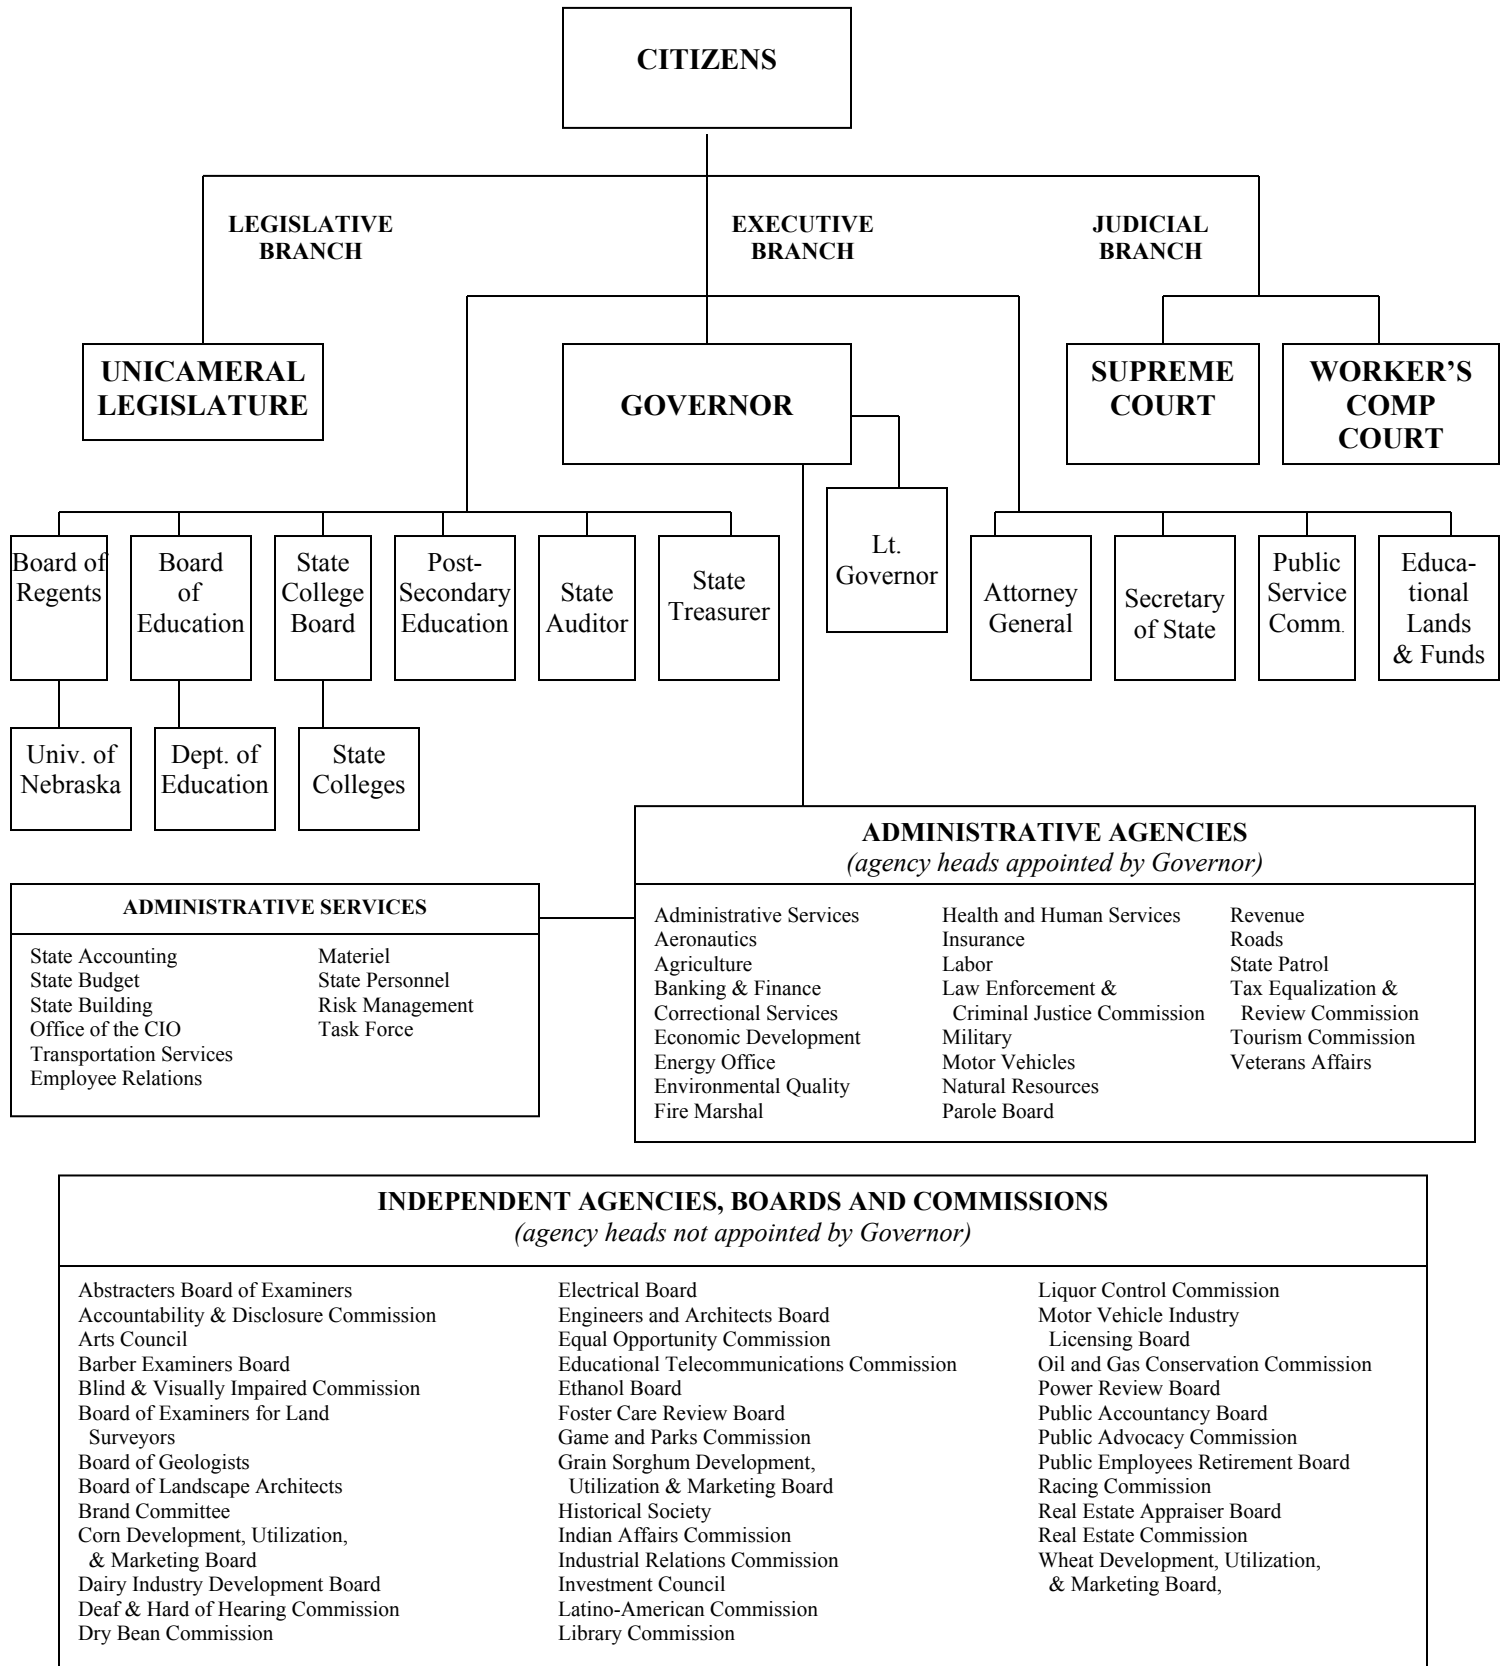 CITIZENS
LEGISLATIVE
BRANCH
EXECUTIVE
BRANCH
JUDICIAL
BRANCH
UNICAMERAL
LEGISLATURE
GOVERNOR
SUPREME
COURT
WORKER'S
COMP
COURT
Lt.
Governor
Board of
Regents
Board
of
Education
State
College
Board
Post-
Secondary
Education
State
Auditor
State
Treasurer
Attorney
General
Secretary
of State
Public
Service
Comm.
Educa-
tional
Lands
& Funds
Univ. of
Nebraska
Dept. of
Education
State
Colleges
ADMINISTRATIVE AGENCIES
(agency heads appointed by Governor)
Administrative Services
Aeronautics
Agriculture
Banking & Finance
Correctional Services
Economic Development
Energy Office
Environmental Quality
Fire Marshal
Health and Human Services
Insurance
Labor
Law Enforcement &
Criminal Justice Commission
Military
Motor Vehicles
Natural Resources
Parole Board
Revenue
Roads
State Patrol
Tax Equalization &
Review Commission
Tourism Commission
Veterans Affairs
ADMINISTRATIVE SERVICES
State Accounting
State Budget
State Building
Office of the CIO
Transportation Services
Employee Relations
Materiel
State Personnel
Risk Management
Task Force
INDEPENDENT AGENCIES, BOARDS AND COMMISSIONS
(agency heads not appointed by Governor)
Abstracters Board of Examiners
Accountability & Disclosure Commission
Arts Council
Barber Examiners Board
Blind & Visually Impaired Commission
Board of Examiners for Land
Surveyors
Board of Geologists
Board of Landscape Architects
Brand Committee
Corn Development, Utilization,
& Marketing Board
Dairy Industry Development Board
Deaf & Hard of Hearing Commission
Dry Bean Commission
Electrical Board
Engineers and Architects Board
Equal Opportunity Commission
Educational Telecommunications Commission
Ethanol Board
Foster Care Review Board
Game and Parks Commission
Grain Sorghum Development,
Utilization & Marketing Board
Historical Society
Indian Affairs Commission
Industrial Relations Commission
Investment Council
Latino-American Commission
Library Commission
Liquor Control Commission
Motor Vehicle Industry
Licensing Board
Oil and Gas Conservation Commission
Power Review Board
Public Accountancy Board
Public Advocacy Commission
Public Employees Retirement Board
Racing Commission
Real Estate Appraiser Board
Real Estate Commission
Wheat Development, Utilization,
& Marketing Board,